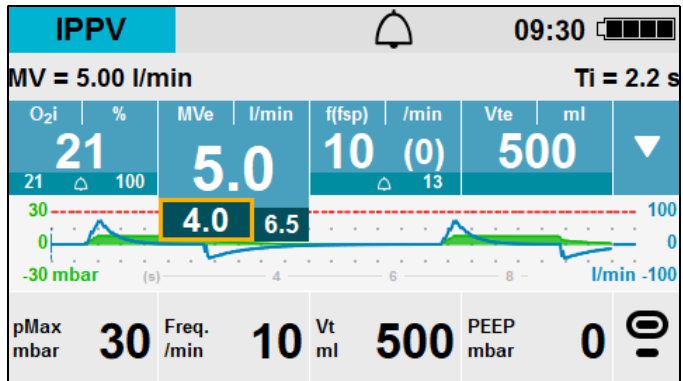 IPPV 09:30
MV = 5.00 l/min Ti = 2.2 s
O₂i % MVe l/min f(fsp) /min Vte ml
21 5.0 10 (0) 500
21 100 4.0 6.5 13
30 100
0 0
-30 mbar (s) 4 6 8 l/min -100
pMax mbar 30 Freq. /min 10 Vt ml 500 PEEP mbar 0